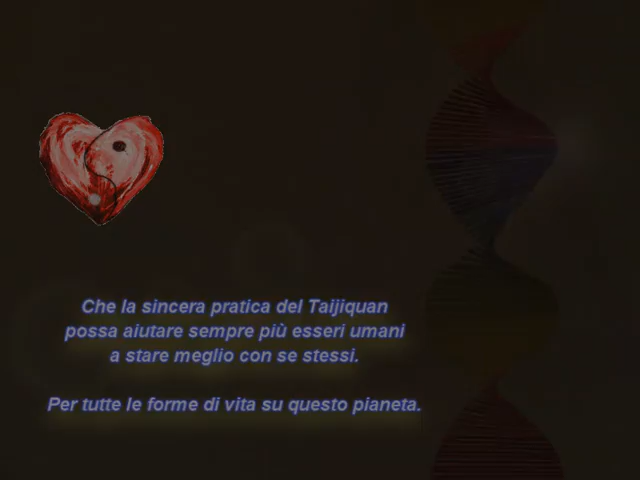 Che la sincera pratica del Taijiquan
possa aiutare sempre più esseri umani
a stare meglio con se stessi.
Per tutte le forme di vita su questo pianeta.